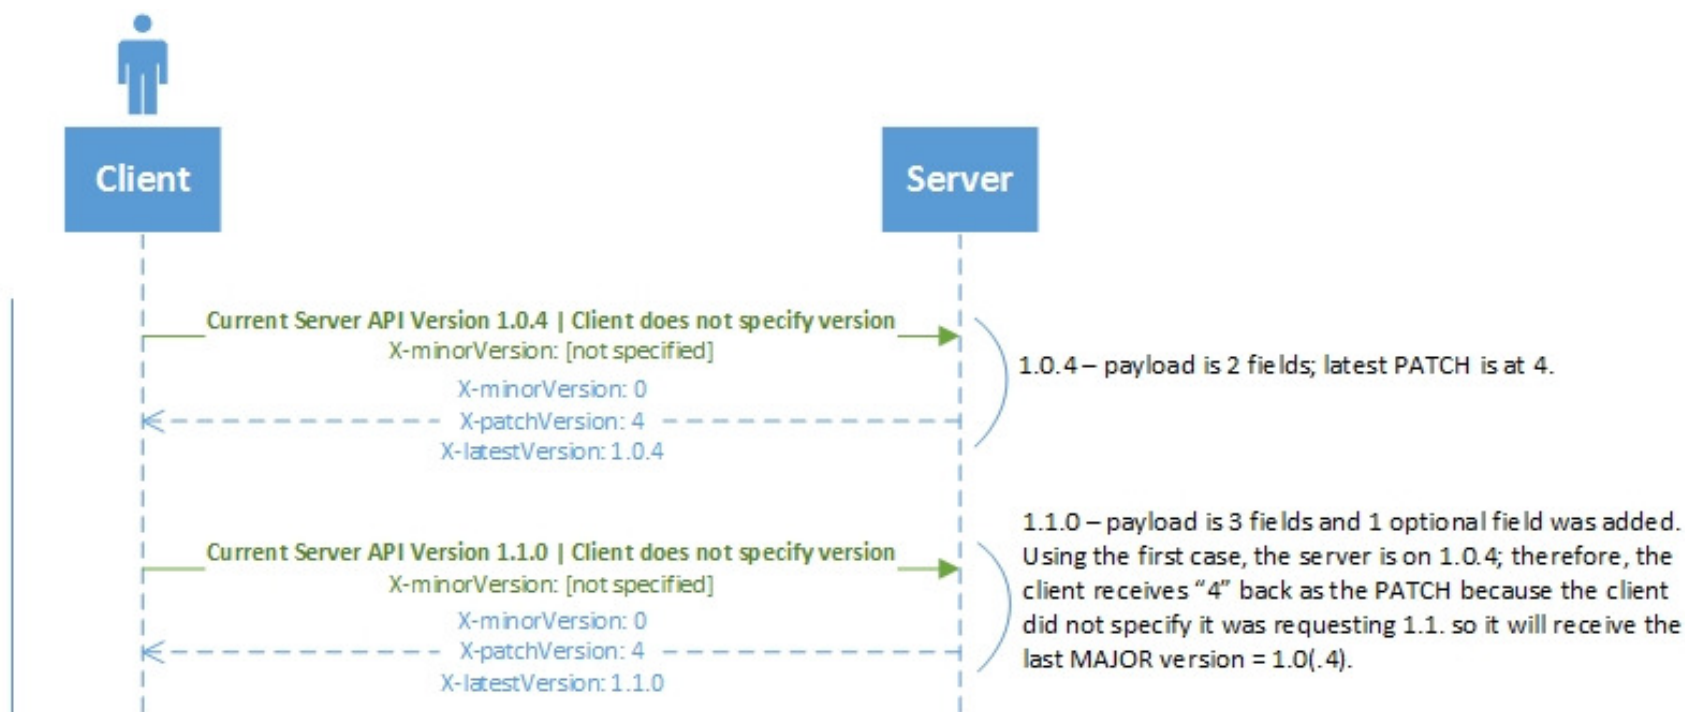 Client
Server
Current Server API Version 1.0.4 | Client does not specify version
X-minorVersion: [not specified]
X-minorVersion: 0
X-patchVersion: 4
X-latestVersion: 1.0.4
1.0.4 – payload is 2 fields; latest PATCH is at 4.
Current Server API Version 1.1.0 | Client does not specify version
X-minorVersion: [not specified]
X-minorVersion: 0
X-patchVersion: 4
X-latestVersion: 1.1.0
1.1.0 – payload is 3 fields and 1 optional field was added.
Using the first case, the server is on 1.0.4; therefore, the
client receives “4” back as the PATCH because the client
did not specify it was requesting 1.1. so it will receive the
last MAJOR version = 1.0(.4).